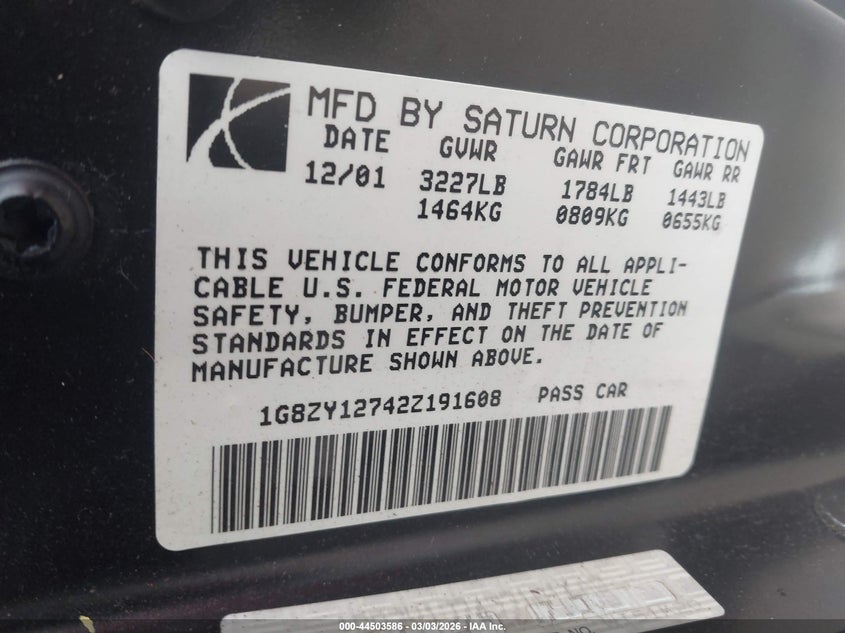 MFD BY SATURN CORPORATION
DATE GVWR GAWR FRT GAWR RR
12/01 3227LB 1784LB 1443LB
1464KG 0809KG 0655KG
THIS VEHICLE CONFORMS TO ALL APPLI-
CABLE U.S. FEDERAL MOTOR VEHICLE
SAFETY, BUMPER, AND THEFT PREVENTION
STANDARDS IN EFFECT ON THE DATE OF
MANUFACTURE SHOWN ABOVE.
1G8ZY12742Z191608 PASS CAR
NO
000-44503586 - 03/03/2026 - IAA Inc.